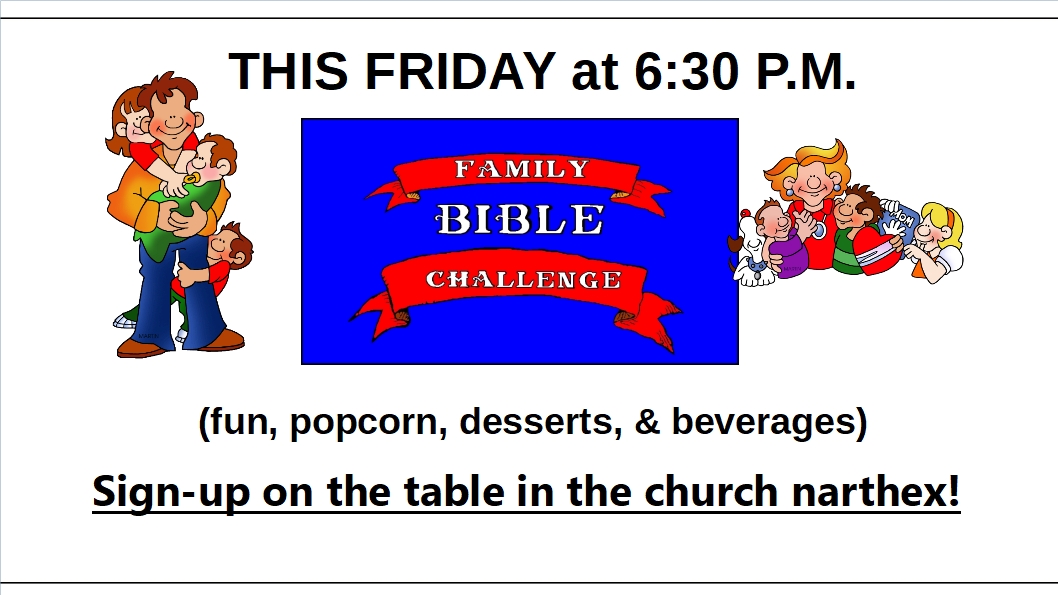 THIS FRIDAY at 6:30 P.M.
FAMILY
BIBLE
CHALLENGE
MOM
(fun, popcorn, desserts, & beverages)
Sign-up on the table in the church narthex!